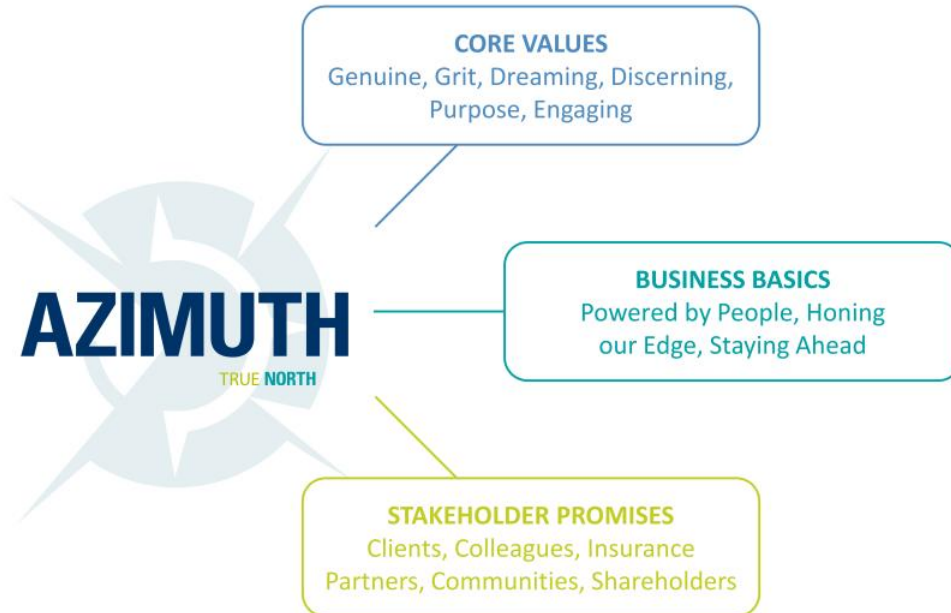 CORE VALUES
Genuine, Grit, Dreaming, Discerning,
Purpose, Engaging
AZIMUTH
TRUE NORTH
BUSINESS BASICS
Powered by People, Honing
our Edge, Staying Ahead
STAKEHOLDER PROMISES
Clients, Colleagues, Insurance
Partners, Communities, Shareholders